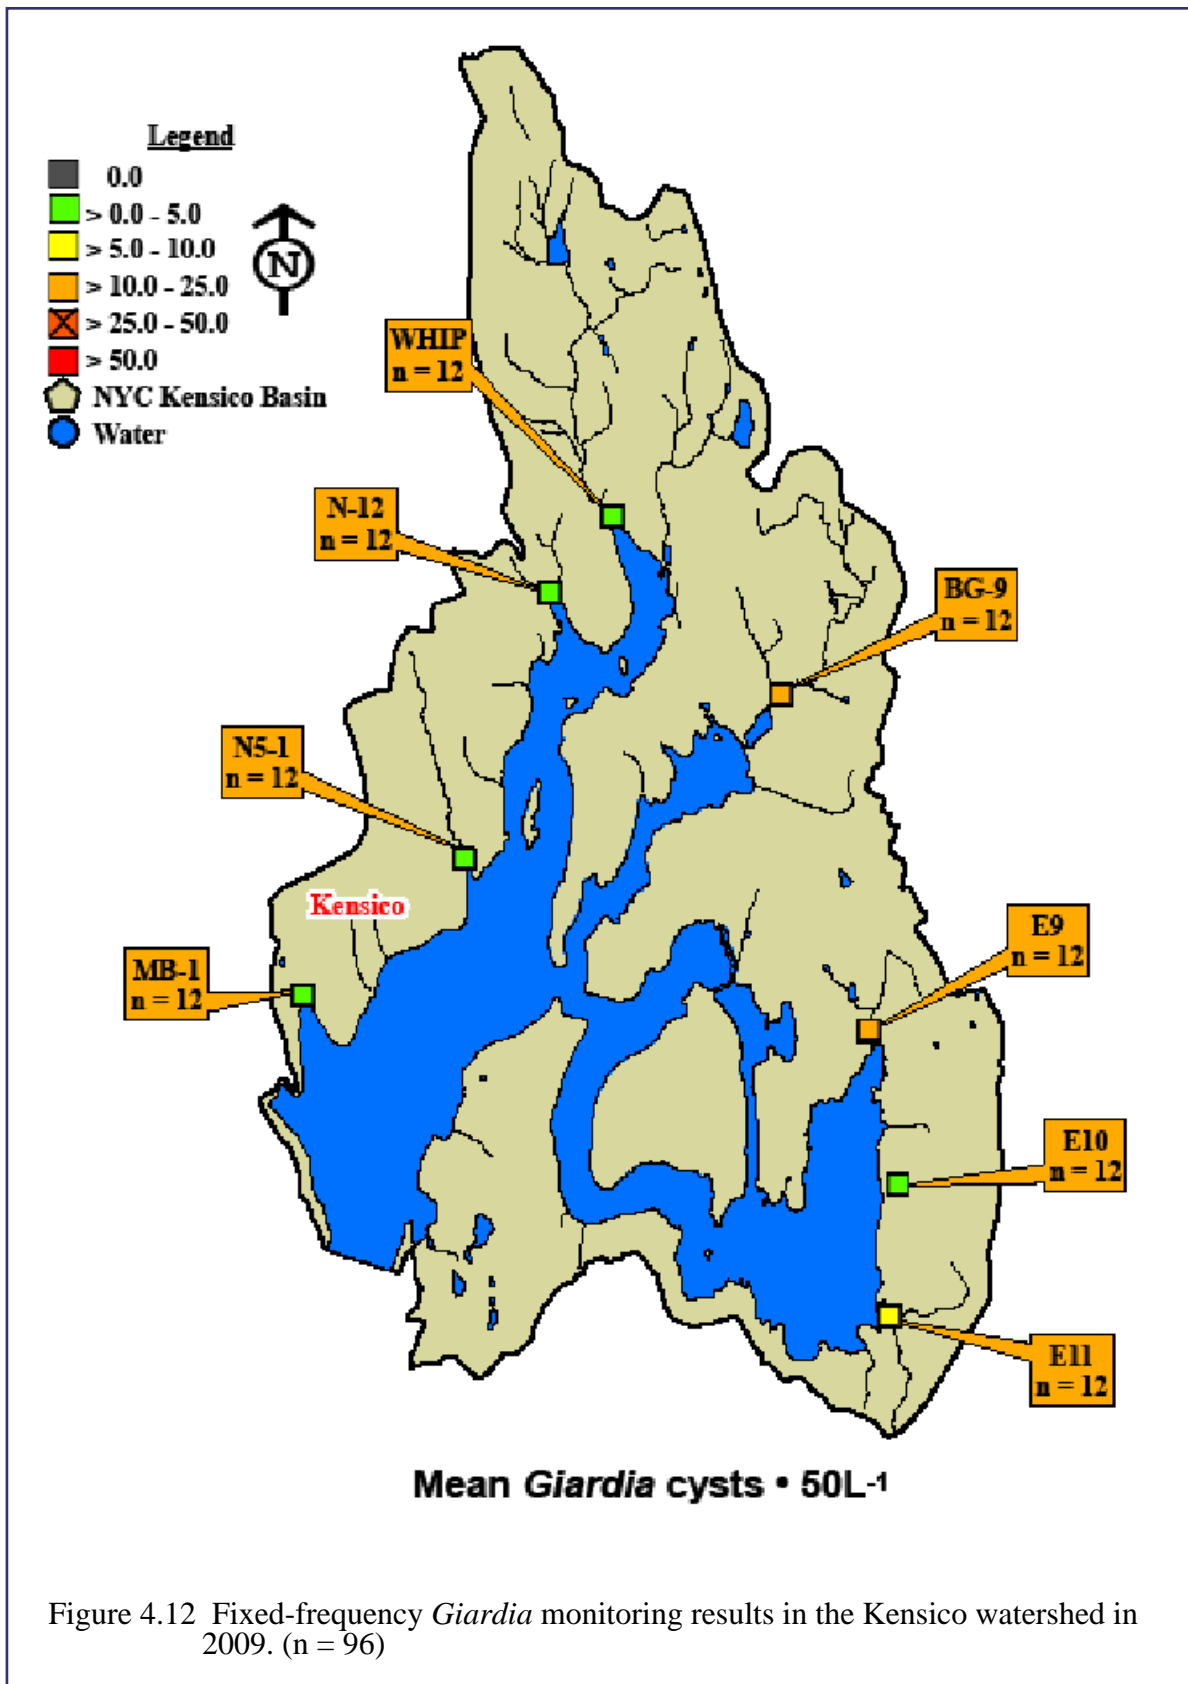 Legend
0.0
> 0.0 - 5.0
> 5.0 - 10.0
> 10.0 - 25.0
> 25.0 - 50.0
> 50.0
NYC Kensico Basin
Water
N
WHIP
n = 12
N-12
n = 12
BG-9
n = 12
N5-1
n = 12
Kensico
E9
n = 12
MB-1
n = 12
E10
n = 12
E11
n = 12
Mean Giardia cysts • 50L-1
Figure 4.12 Fixed-frequency Giardia monitoring results in the Kensico watershed in
2009. (n = 96)